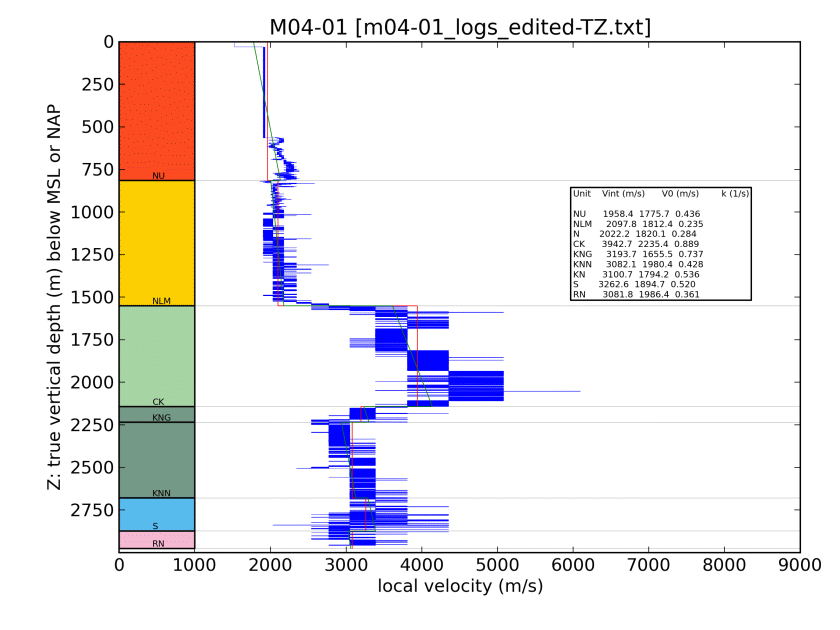 M04-01 [m04-01_logs_edited-TZ.txt]
Z: true vertical depth (m) below MSL or NAP
0
250
500
750
1000
1250
1500
1750
2000
2250
2500
2750
NU
NLM
CK
KNG
KNN
S
RN
Unit Vint (m/s) V0 (m/s) k (1/s)
NU 1958.4 1775.7 0.436
NLM 2097.8 1812.4 0.235
N 2022.2 1820.1 0.284
CK 3942.7 2235.4 0.889
KNG 3193.7 1655.5 0.737
KNN 3082.1 1980.4 0.428
KN 3100.7 1794.2 0.536
S 3262.6 1894.7 0.520
RN 3081.8 1986.4 0.361
0 1000 2000 3000 4000 5000 6000 7000 8000 9000
local velocity (m/s)